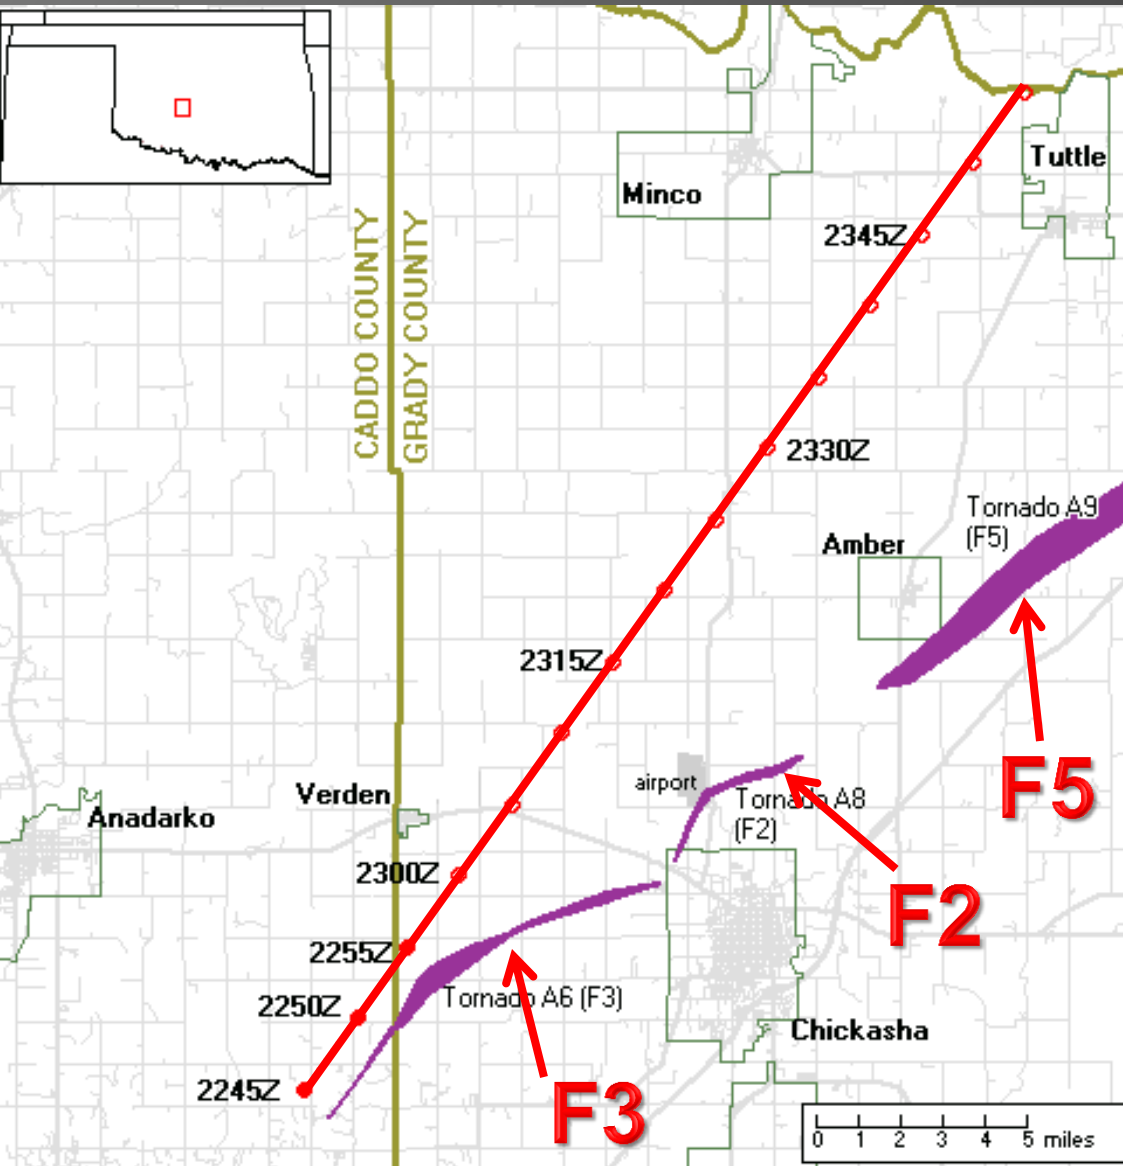 Tuttle
Minco
2345Z
CADDO COUNTY
GRADY COUNTY
2330Z
Tornado A9
(F5)
Amber
2315Z
F5
airport
Verden
Tornado A8
(F2)
Anadarko
2300Z
F2
2255Z
Tornado A6 (F3)
2250Z
Chickasha
2245Z
F3
0 1 2 3 4 5 miles